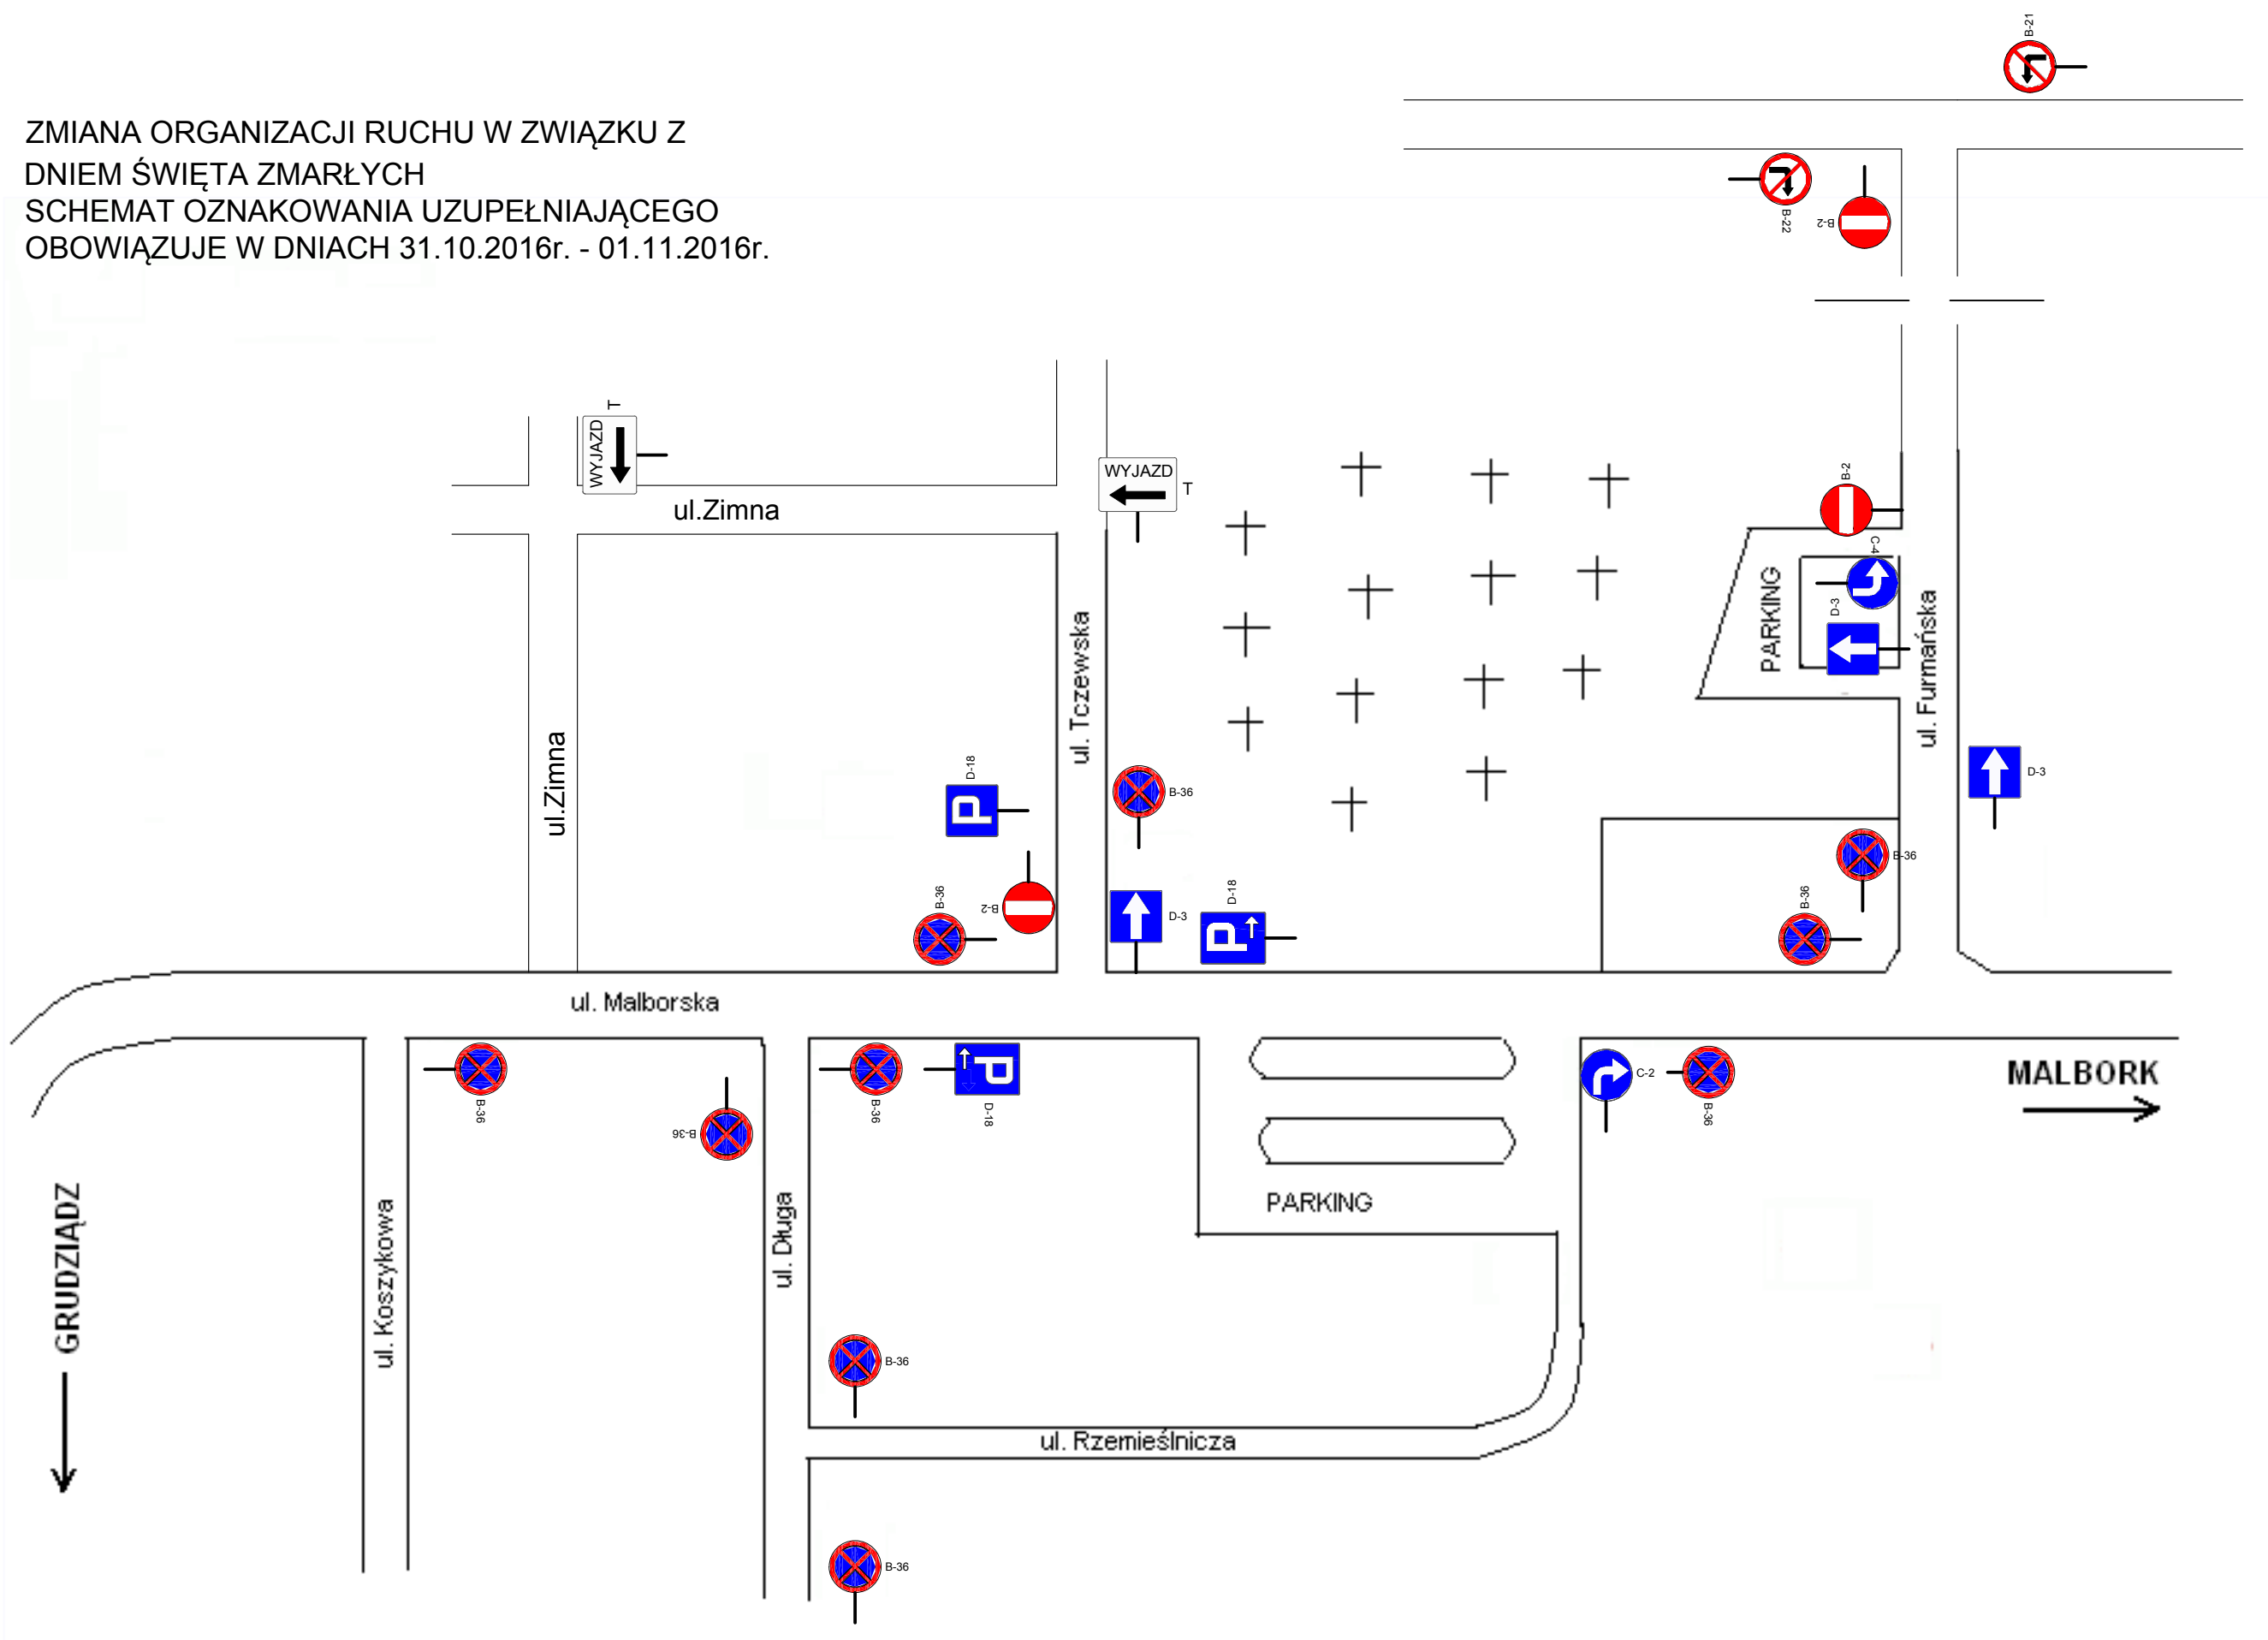 B-21
ZMIANA ORGANIZACJI RUCHU W ZWIĄZKU Z
DNIEM ŚWIĘTA ZMARŁYCH
SCHEMAT OZNAKOWANIA UZUPEŁNIAJĄCEGO
OBOWIĄZUJE W DNIACH 31.10.2016r. - 01.11.2016r.
B-22
B-2
T
WYJAZD
WYJAZD
T
B-2
ul.Zimna
C-4
PARKING
D-3
ul. Furmańska
ul. Tczewska
ul.Zimna
D-18
B-36
D-3
B-36
B-36
B-2
D-18
D-3
B-36
P
P
ul. Malborska
B-36
B-36
P
D-18
C-2
B-36
MALBORK
B-36
PARKING
GRUDZIĄDZ
ul. Koszykowa
ul. Długa
B-36
ul. Rzemieślnicza
B-36